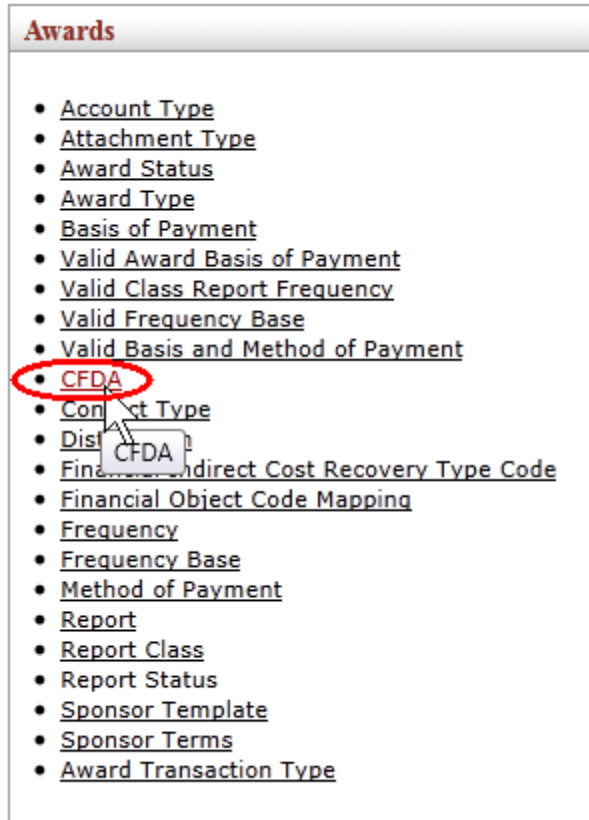 Awards
Account Type
Attachment Type
Award Status
Award Type
Basis of Payment
Valid Award Basis of Payment
Valid Class Report Frequency
Valid Frequency Base
Valid Basis and Method of Payment
CFDA
Type
CFDA
Indirect Cost Recovery Type Code
Financial Object Code Mapping
Frequency
Frequency Base
Method of Payment
Report
Report Class
Report Status
Sponsor Template
Sponsor Terms
Award Transaction Type